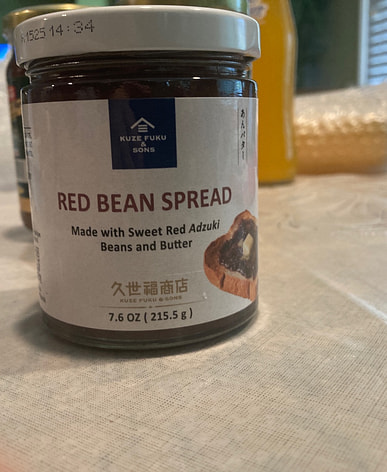 1525 14:34
KUZE FUKU
&
SONS
あんバター
RED BEAN SPREAD
Made with Sweet Red Adzuki
Beans and Butter
久世福商店
KUZE FUKU & SONS
7.6 OZ ( 215.5 g )